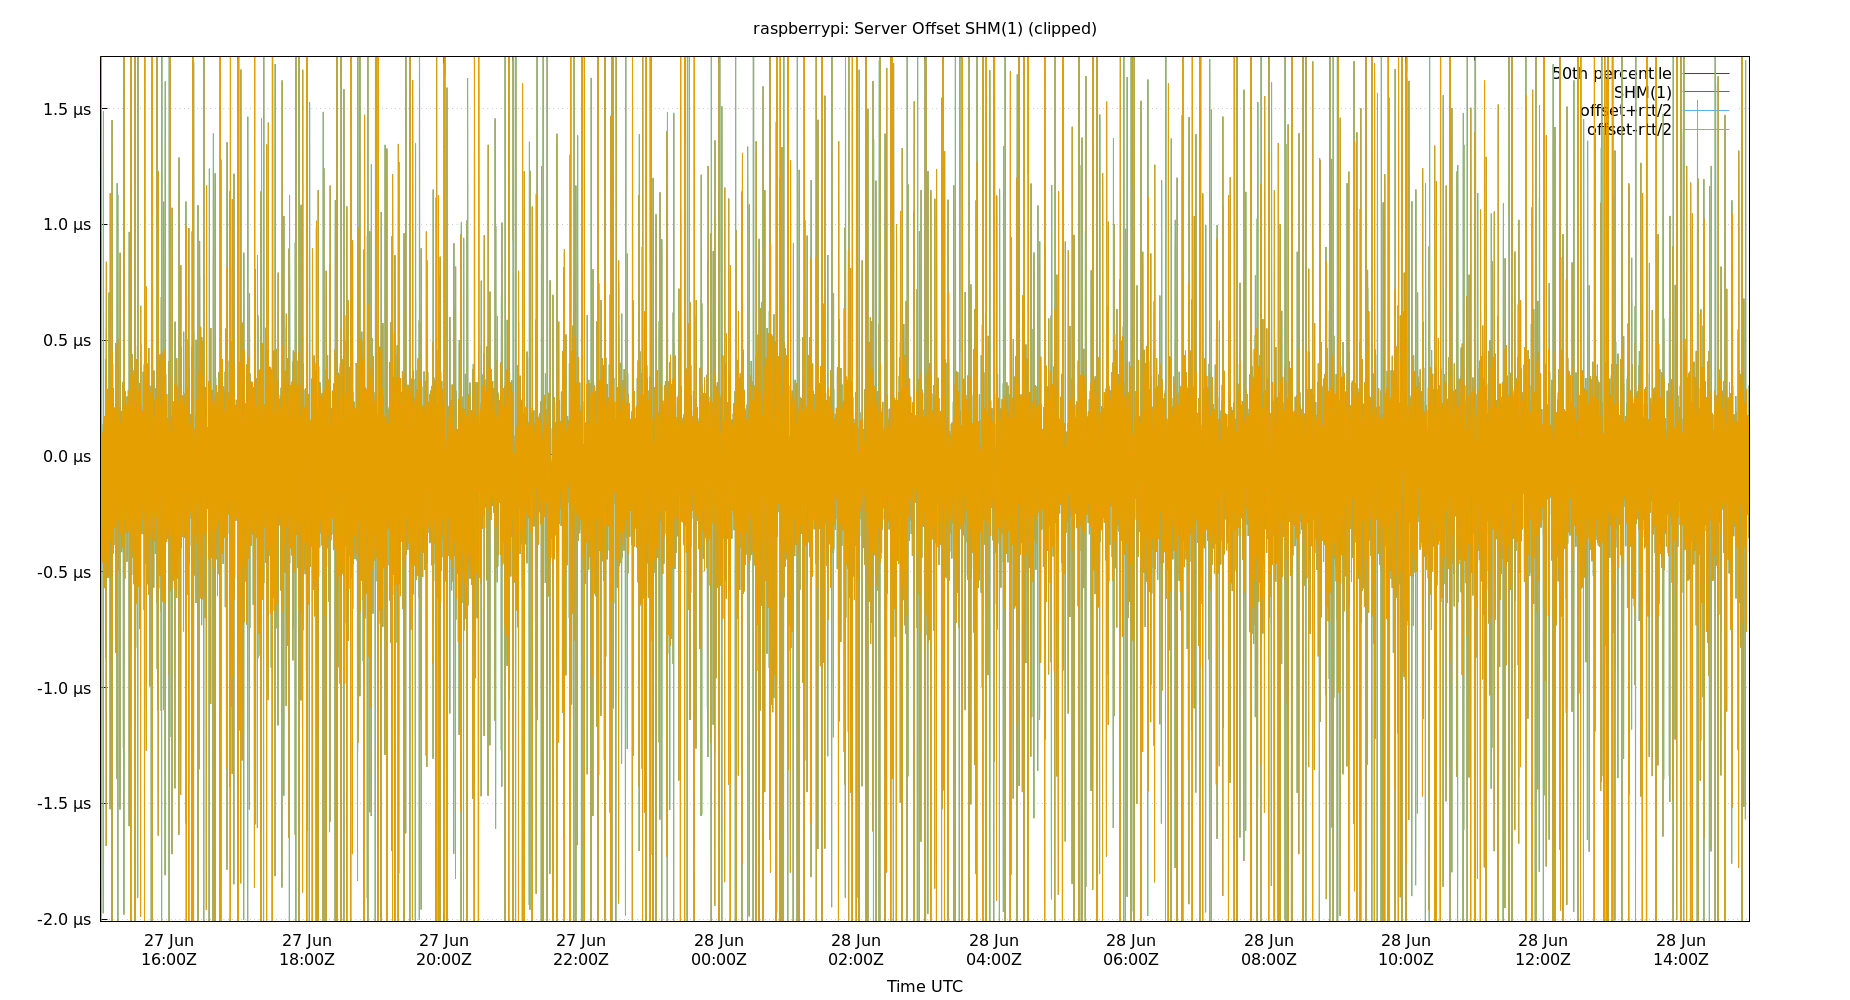 raspberrypi: Server Offset SHM(1) (clipped)
50th percentile
SHM(1)
offset+rtt/2
offset-rtt/2
1.5 µs
1.0 µs
0.5 µs
0.0 µs
-0.5 µs
-1.0 µs
-1.5 µs
-2.0 µs
27 Jun 27 Jun 27 Jun 27 Jun 28 Jun 28 Jun 28 Jun 28 Jun 28 Jun 28 Jun 28 Jun 28 Jun
16:00Z 18:00Z 20:00Z 22:00Z 00:00Z 02:00Z 04:00Z 06:00Z 08:00Z 10:00Z 12:00Z 14:00Z
Time UTC